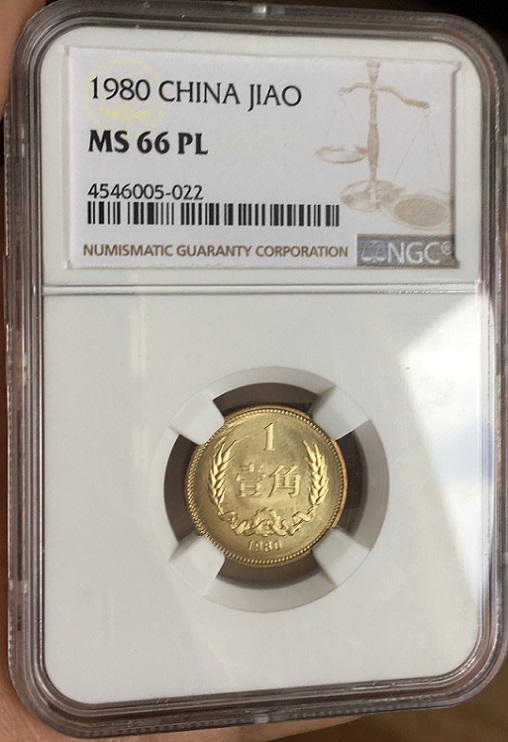 1980 CHINA JIAO
MS 66 PL
4546005-022
NUMISMATIC GUARANTY CORPORATION
NGC®
1
壹角
1980